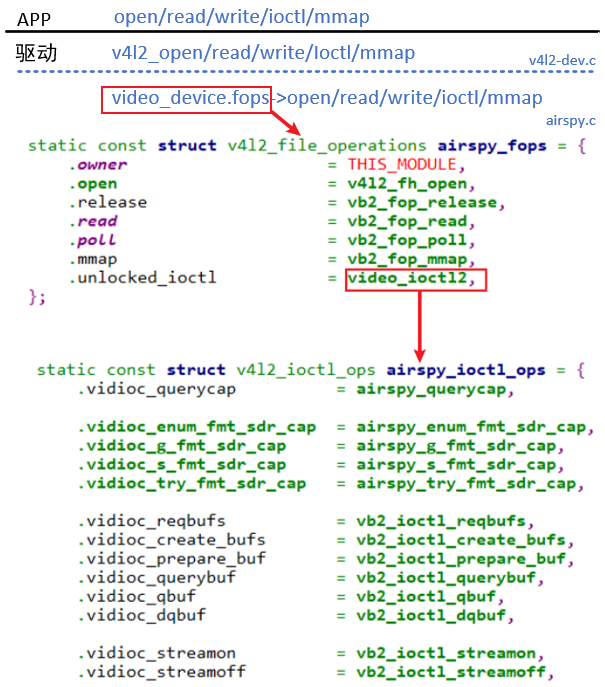 APP open/read/write/ioctl/mmap
驱动 v4l2_open/read/write/Ioctl/mmap
v4l2-dev.c
video_device.fops->open/read/write/ioctl/mmap
airspy.c
static const struct v4l2_file_operations airspy_fops = {
.owner = THIS_MODULE,
.open = v4l2_fh_open,
.release = vb2_fop_release,
.read = vb2_fop_read,
.poll = vb2_fop_poll,
.mmap = vb2_fop_mmap,
.unlocked_ioctl = video_ioctl2,
};
static const struct v4l2_ioctl_ops airspy_ioctl_ops = {
.vidioc_querycap = airspy_querycap,
.vidioc_enum_fmt_sdr_cap = airspy_enum_fmt_sdr_cap,
.vidioc_g_fmt_sdr_cap = airspy_g_fmt_sdr_cap,
.vidioc_s_fmt_sdr_cap = airspy_s_fmt_sdr_cap,
.vidioc_try_fmt_sdr_cap = airspy_try_fmt_sdr_cap,
.vidioc_reqbufs = vb2_ioctl_reqbufs,
.vidioc_create_bufs = vb2_ioctl_create_bufs,
.vidioc_prepare_buf = vb2_ioctl_prepare_buf,
.vidioc_querybuf = vb2_ioctl_querybuf,
.vidioc_qbuf = vb2_ioctl_qbuf,
.vidioc_dqbuf = vb2_ioctl_dqbuf,
.vidioc_streamon = vb2_ioctl_streamon,
.vidioc_streamoff = vb2_ioctl_streamoff,